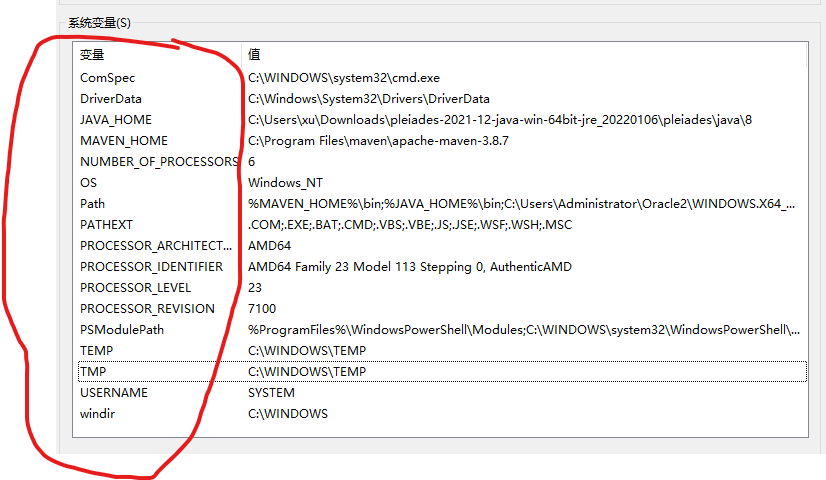 系统变量(S)
变量 值
ComSpec C:\WINDOWS\system32\cmd.exe
DriverData C:\Windows\System32\Drivers\DriverData
JAVA_HOME C:\Users\xu\Downloads\pleiades-2021-12-java-win-64bit-jre_20220106\pleiades\java\8
MAVEN_HOME C:\Program Files\maven\apache-maven-3.8.7
NUMBER_OF_PROCESSORS 6
OS Windows_NT
Path %MAVEN_HOME%\bin;%JAVA_HOME%\bin;C:\Users\Administrator\Oracle2\WINDOWS.X64_...
PATHEXT .COM;.EXE;.BAT;.CMD;.VBS;.VBE;.JS;.JSE;.WSF;.WSH;.MSC
PROCESSOR_ARCHITECT... AMD64
PROCESSOR_IDENTIFIER AMD64 Family 23 Model 113 Stepping 0, AuthenticAMD
PROCESSOR_LEVEL 23
PROCESSOR_REVISION 7100
PSModulePath %ProgramFiles%\WindowsPowerShell\Modules;C:\WINDOWS\system32\WindowsPowerShell\...
TEMP C:\WINDOWS\TEMP
TMP C:\WINDOWS\TEMP
USERNAME SYSTEM
windir C:\WINDOWS